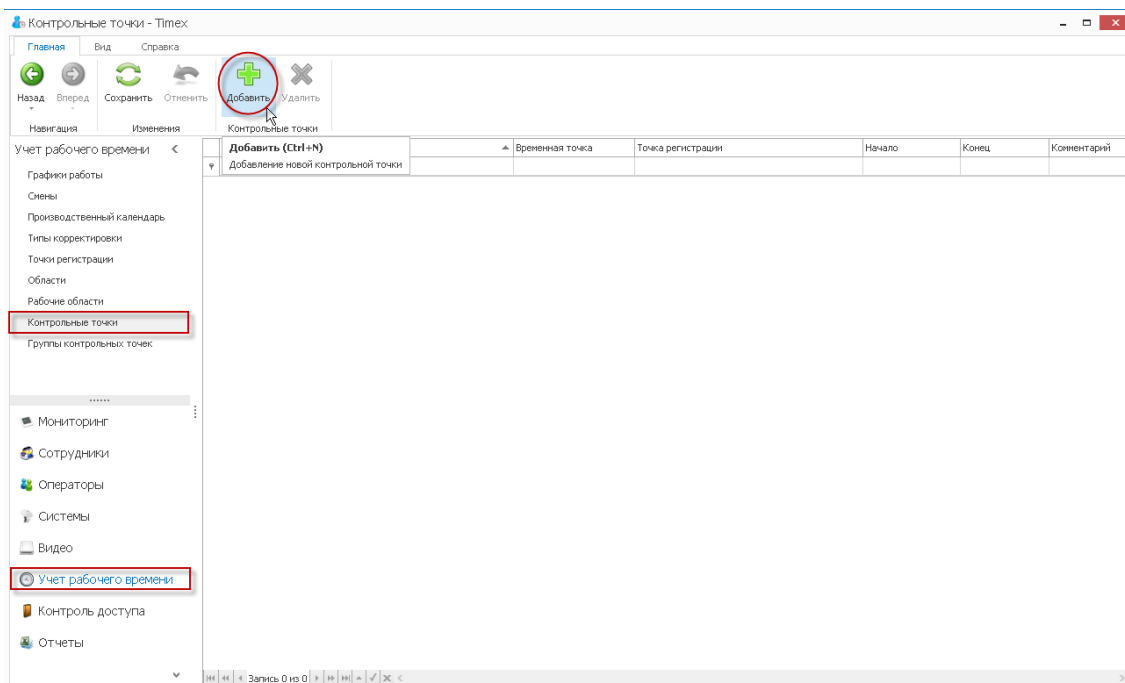 Контрольные точки - Timex
Главная Вид Справка
Назад Вперед Сохранить Отменить Добавить Удалить
Навигация Изменения Контрольные точки
Учет рабочего времени
Добавить (Ctrl+N)
Добавление новой контрольной точки
Временная точка Точка регистрации Начало Конец Комментарий
Графики работы
Смены
Производственный календарь
Типы корректировки
Точки регистрации
Области
Рабочие области
Контрольные точки
Группы контрольных точек
Мониторинг
Сотрудники
Операторы
Системы
Видео
Учет рабочего времени
Контроль доступа
Отчеты
Запись 0 из 0